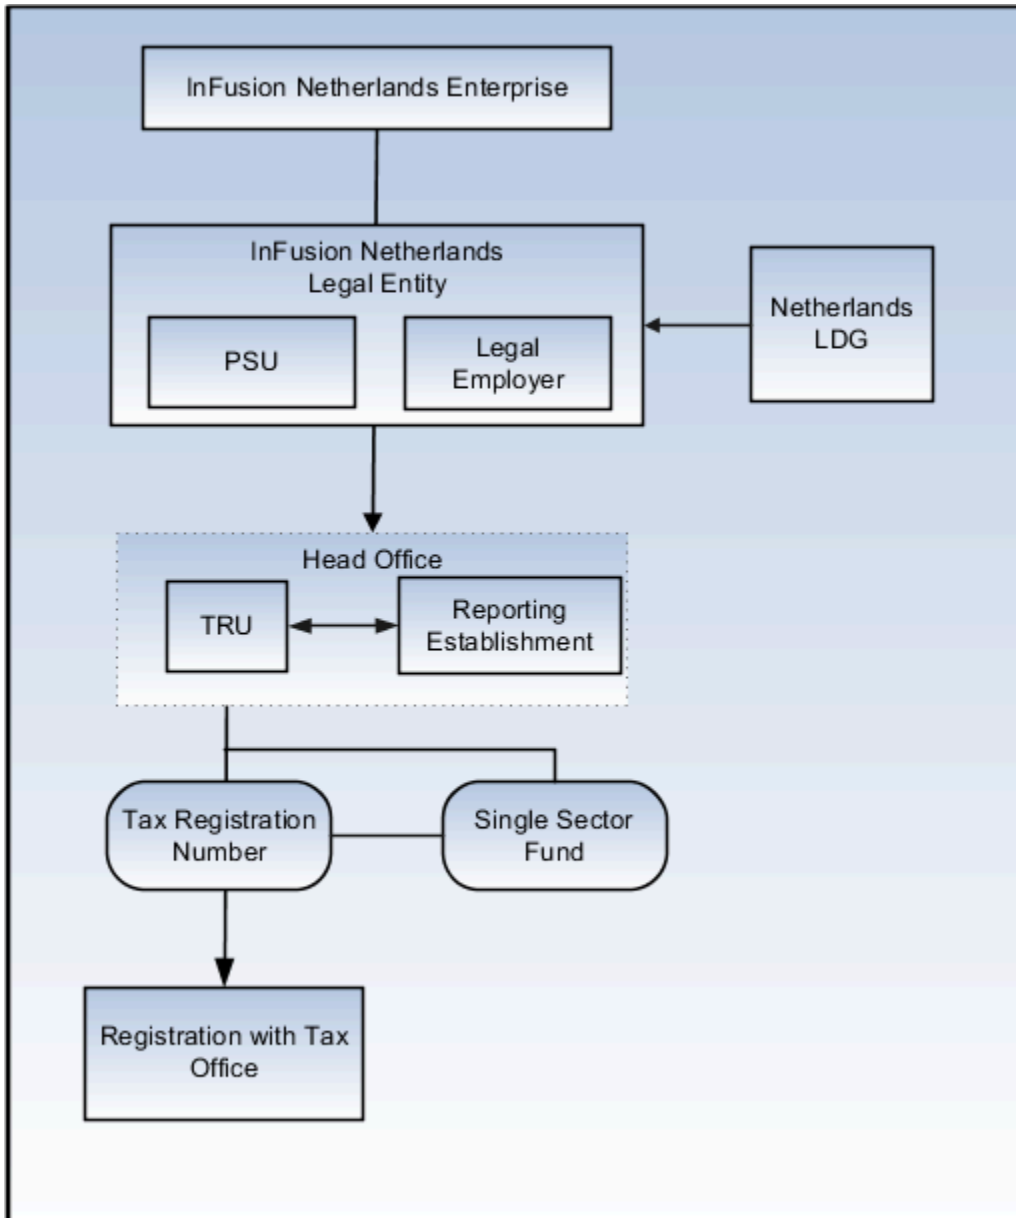 InFusion Netherlands Enterprise
InFusion Netherlands
Legal Entity
PSU
Legal
Employer
Netherlands
LDG
Head Office
TRU
Reporting
Establishment
Tax Registration
Number
Single Sector
Fund
Registration with Tax
Office